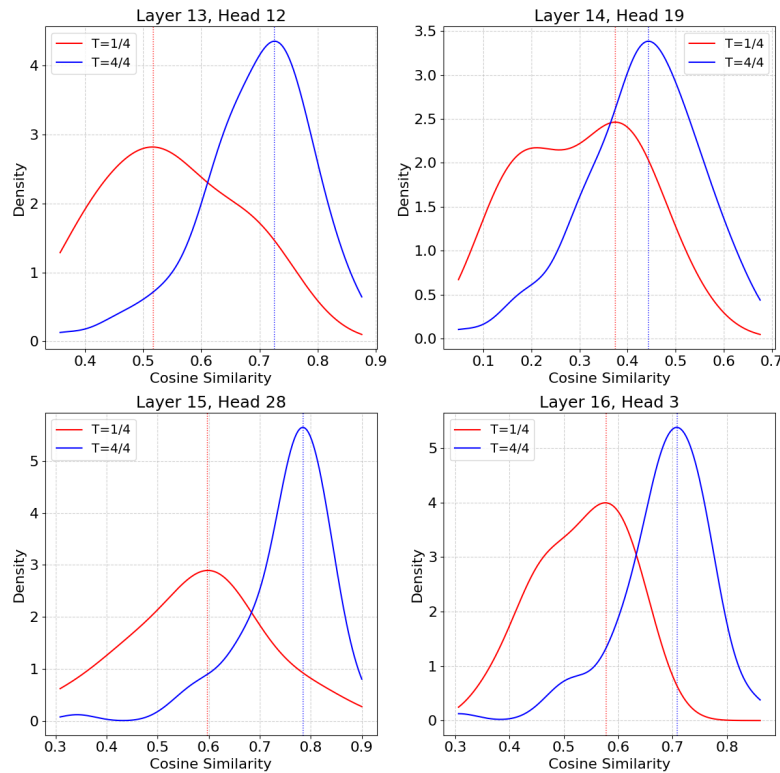 Layer 13, Head 12
T=1/4
T=4/4
Density
4
3
2
1
0
0.4 0.5 0.6 0.7 0.8 0.9
Cosine Similarity
Layer 14, Head 19
T=1/4
T=4/4
Density
3.5
3.0
2.5
2.0
1.5
1.0
0.5
0.0
0.1 0.2 0.3 0.4 0.5 0.6 0.7
Cosine Similarity
Layer 15, Head 28
T=1/4
T=4/4
Density
5
4
3
2
1
0
0.3 0.4 0.5 0.6 0.7 0.8 0.9
Cosine Similarity
Layer 16, Head 3
T=1/4
T=4/4
Density
5
4
3
2
1
0
0.3 0.4 0.5 0.6 0.7 0.8
Cosine Similarity